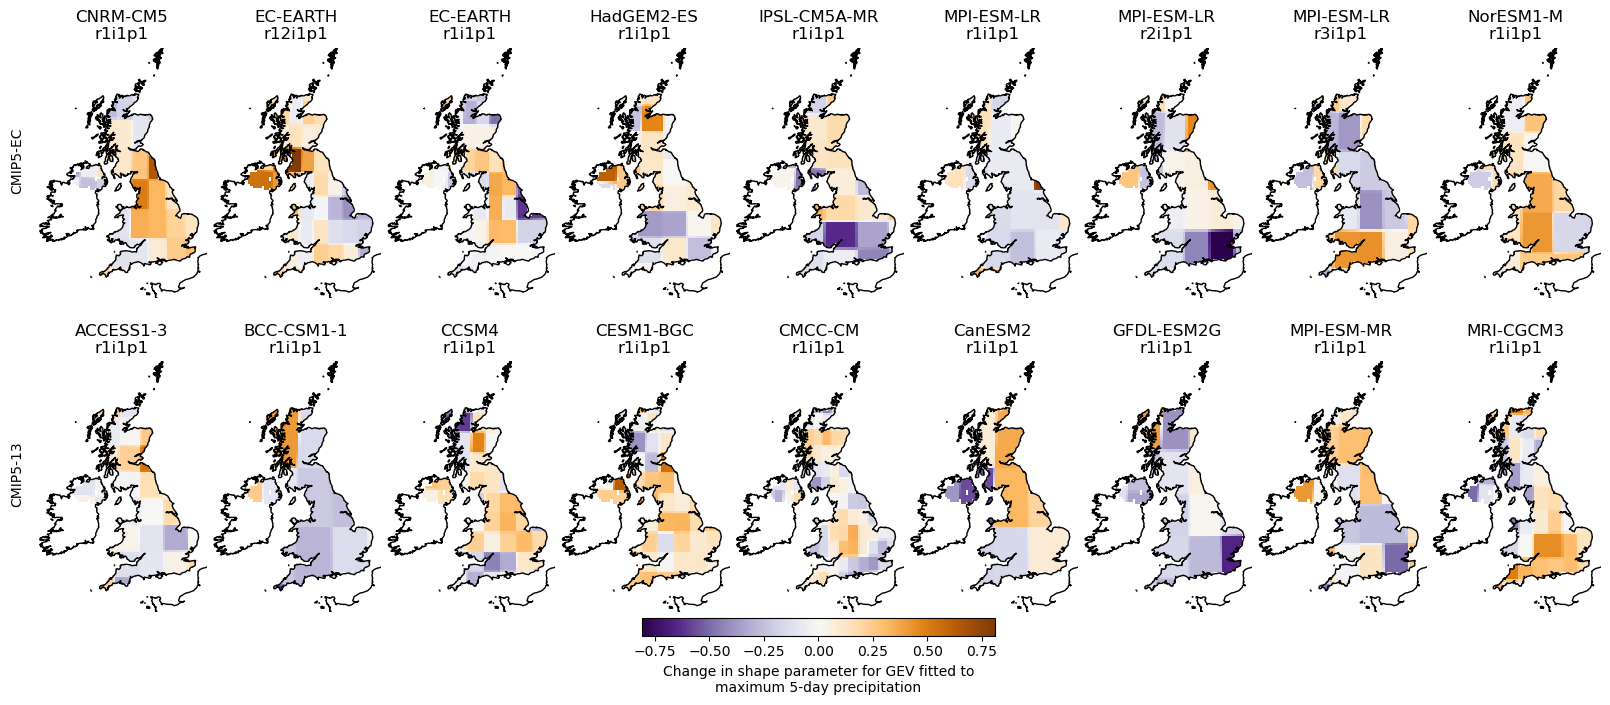 CNRM-CM5 EC-EARTH EC-EARTH HadGEM2-ES IPSL-CM5A-MR MPI-ESM-LR MPI-ESM-LR MPI-ESM-LR NorESM1-M
r1i1p1 r12i1p1 r1i1p1 r1i1p1 r1i1p1 r1i1p1 r2i1p1 r3i1p1 r1i1p1
CMIP5-EC
ACCESS1-3 BCC-CSM1-1 CCSM4 CESM1-BGC CMCC-CM CanESM2 GFDL-ESM2G MPI-ESM-MR MRI-CGCM3
r1i1p1 r1i1p1 r1i1p1 r1i1p1 r1i1p1 r1i1p1 r1i1p1 r1i1p1 r1i1p1
CMIP5-13
−0.75 −0.50 −0.25 0.00 0.25 0.50 0.75
Change in shape parameter for GEV fitted to
maximum 5-day precipitation